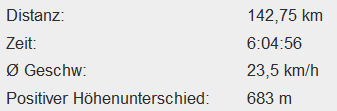 Distanz: 142,75 km
Zeit: 6:04:56
Ø Geschw: 23,5 km/h
Positiver Höhenunterschied: 683 m